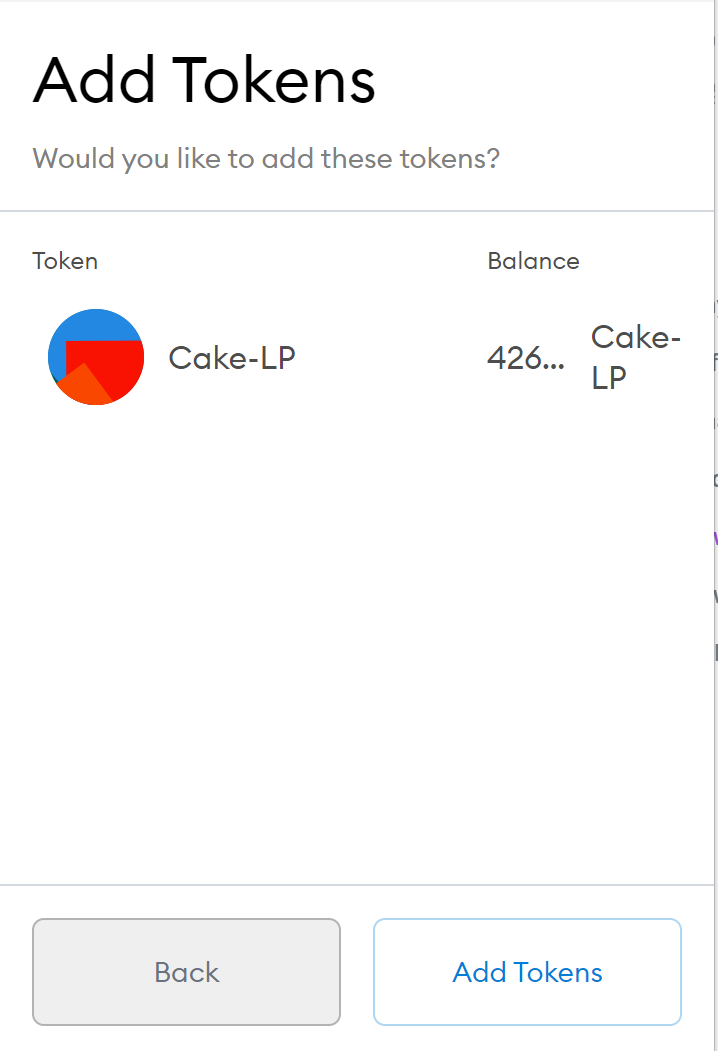 Add Tokens
Would you like to add these tokens?
Token Balance
Cake-LP 426... Cake-
LP
Back Add Tokens